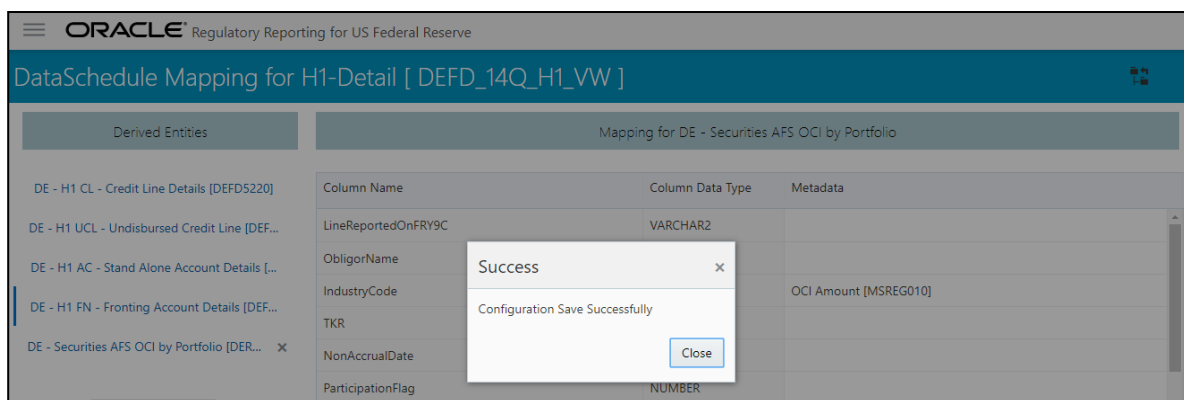 ORACLE® Regulatory Reporting for US Federal Reserve
DataSchedule Mapping for H1-Detail [ DEFD_14Q_H1_VW ]
Derived Entities
Mapping for DE - Securities AFS OCI by Portfolio
DE - H1 CL - Credit Line Details [DEFD5220]
DE - H1 UCL - Undisbursed Credit Line [DEF...
DE - H1 AC - Stand Alone Account Details [...
DE - H1 FN - Fronting Account Details [DEF...
DE - Securities AFS OCI by Portfolio [DER... ×
Column Name Column Data Type Metadata
LineReportedOnFRY9C VARCHAR2
ObligorName
IndustryCode OCI Amount [MSREG010]
TKR
NonAccrualDate
ParticipationFlag NUMBER
Success ×
Configuration Save Successfully
Close